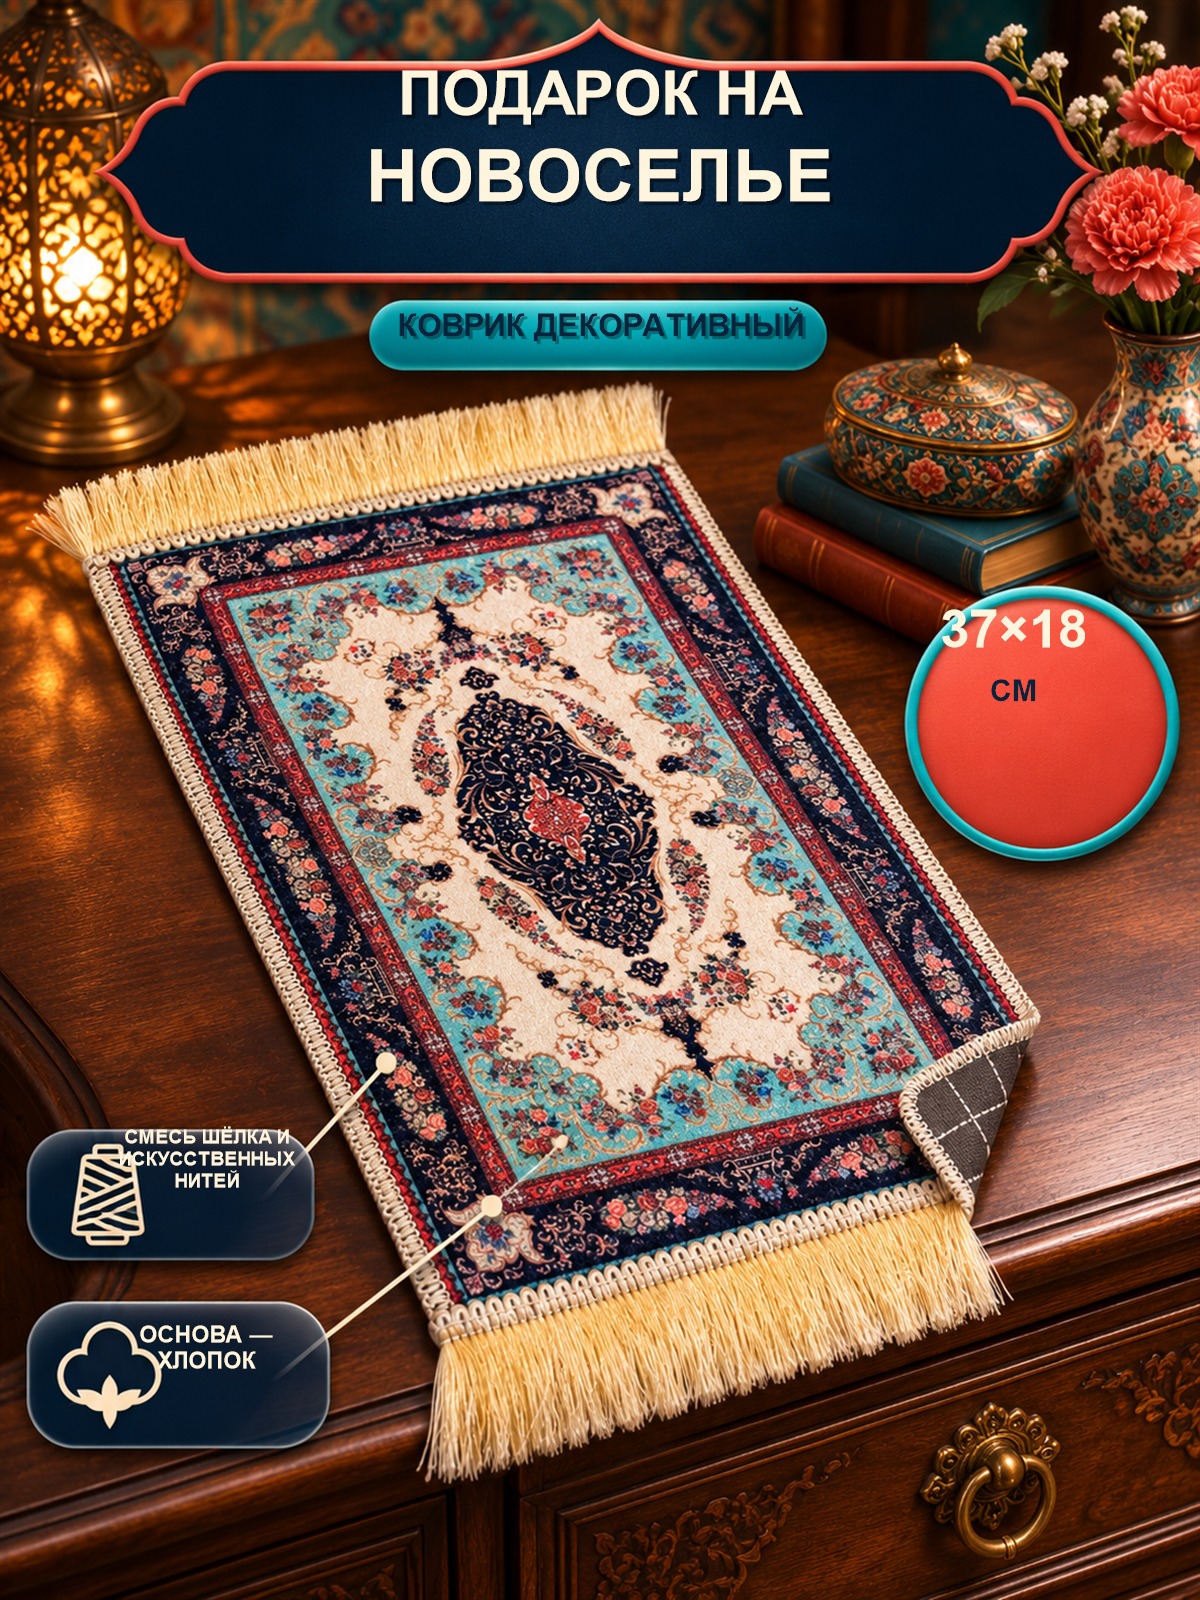 ПОДАРОК НА
НОВОСЕЛЬЕ
КОВРИК ДЕКОРАТИВНЫЙ
37×18
СМ
СМЕСЬ ШЁЛКА И
ИСКУССТВЕННЫХ
НИТЕЙ
ОСНОВА —
ХЛОПОК